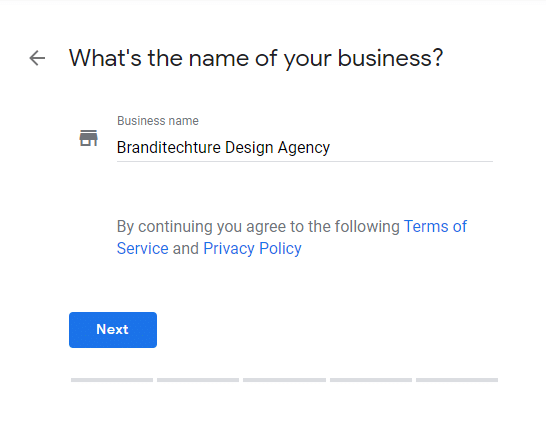 What's the name of your business?
Business name
Branditechture Design Agency
By continuing you agree to the following Terms of
Service and Privacy Policy
Next